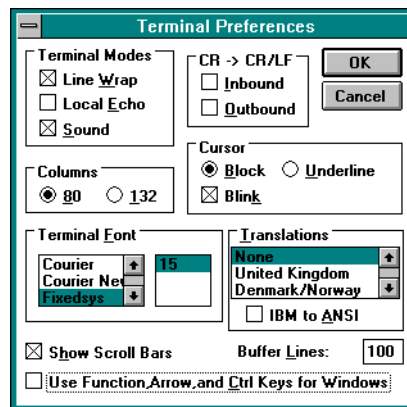 Terminal Preferences
Terminal Modes
Line Wrap
Local Echo
Sound
CR -> CR/LF
Inbound
Outbound
OK
Cancel
Columns
80
132
Cursor
Block
Underline
Blink
Terminal Font
Courier
Courier New
Fixedsys
15
Translations
None
United Kingdom
Denmark/Norway
IBM to ANSI
Show Scroll Bars
Buffer Lines: 100
Use Function,Arrow,and Ctrl Keys for Windows